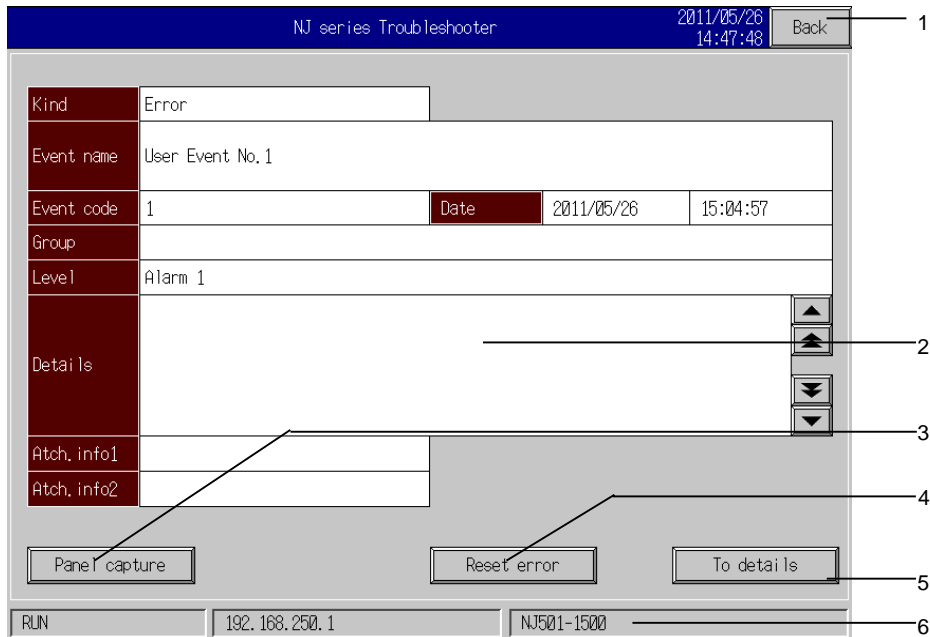 NJ series Troubleshooter
2011/05/26
14:47:48
Back
1
Kind Error
Event name User Event No.1
Event code 1 Date 2011/05/26 15:04:57
Group
Level Alarm 1
Details
2
3
Atch.info1
Atch.info2
4
Panel capture Reset error To details
5
RUN 192.168.250.1 NJ501-1500
6